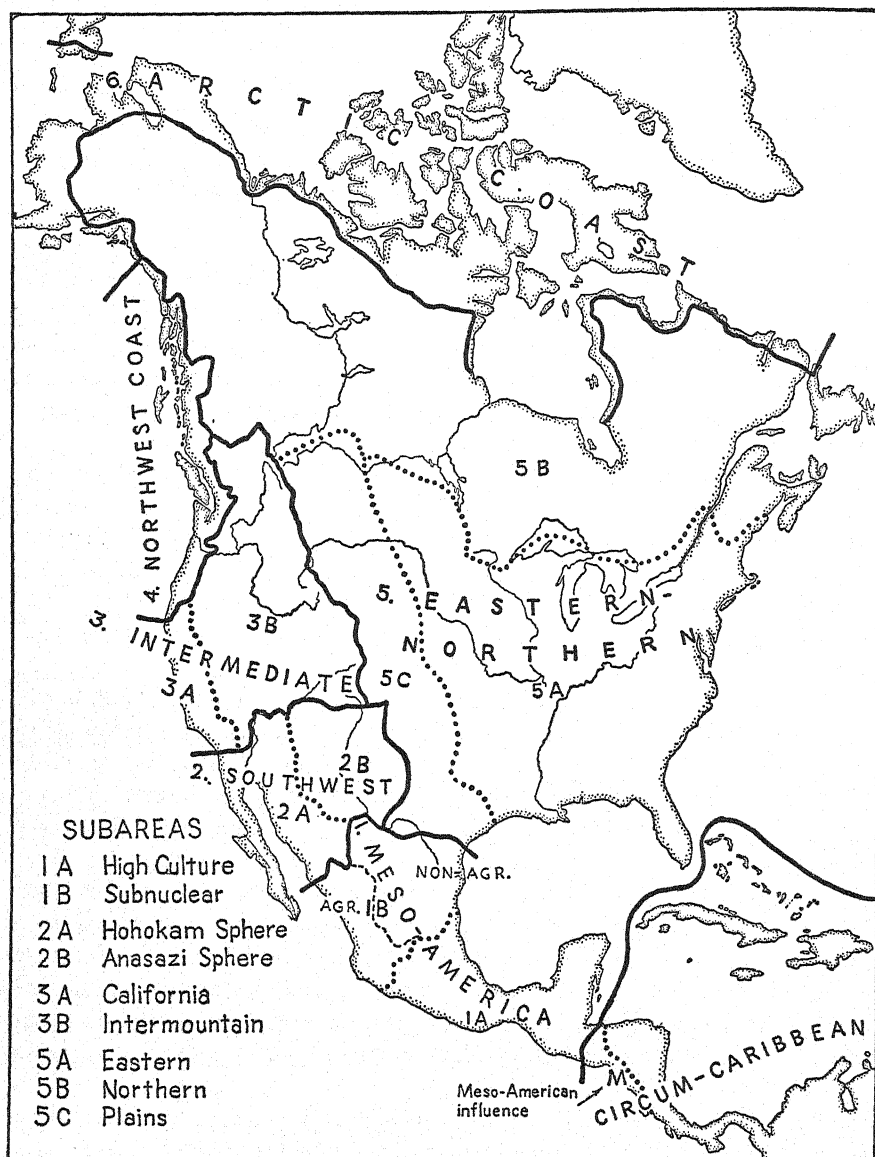 6. ARCTIC COAST
4. NORTHWEST COAST
5B
3. INTERMEDIATE
3B
3A
5. EASTERN-
NORTHERN
5C
5A
2. SOUTHWEST
2B
2A
1. MESO-AMERICA
NON-AGR.
AGR.
1B
1A
SUBAREAS
1A High Culture
1B Subnuclear
2A Hohokam Sphere
2B Anasazi Sphere
3A California
3B Intermountain
5A Eastern
5B Northern
5C Plains
Meso-American
influence
M
CIRCUM-CARIBBEAN